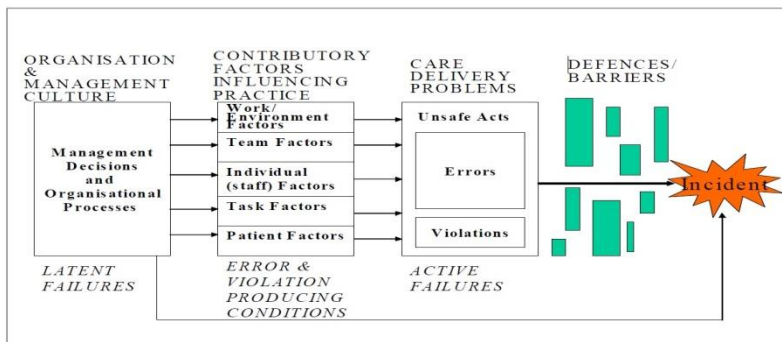 ORGANISATION
&
MANAGEMENT
CULTURE
CONTRIBUTORY
FACTORS
INFLUENCING
PRACTICE
CARE
DELIVERY
PROBLEMS
DEFENCES/
BARRIERS
Management
Decisions
and
Organisational
Processes
Work/
Environment
Factors
Team Factors
Individual
(staff) Factors
Task Factors
Patient Factors
Unsafe Acts
Errors
Violations
Incident
LATENT
FAILURES
ERROR &
VIOLATION
PRODUCING
CONDITIONS
ACTIVE
FAILURES